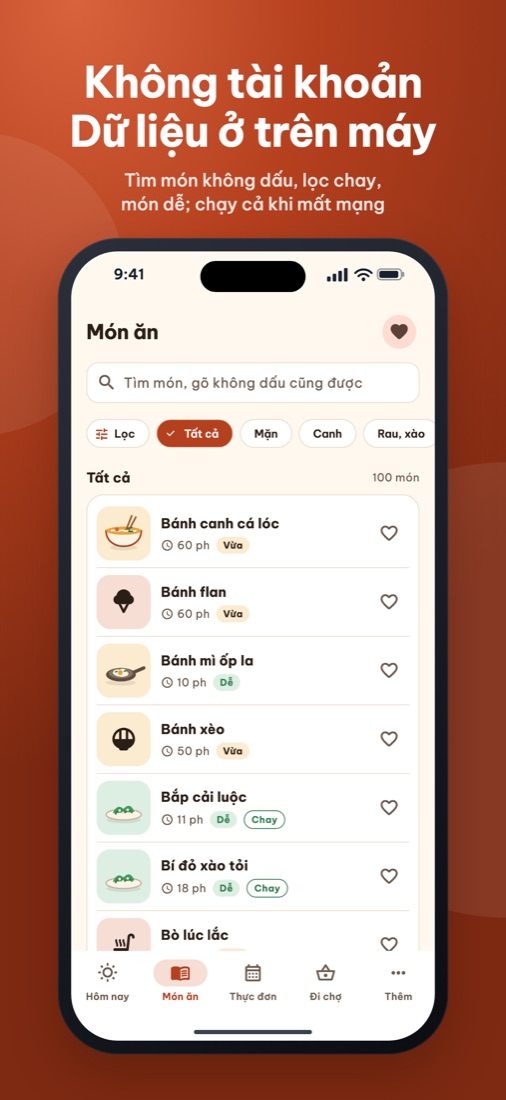 Không tài khoản
Dữ liệu ở trên máy
Tìm món không dấu, lọc chay,
món dễ; chạy cả khi mất mạng
9:41
Món ăn
Tìm món, gõ không dấu cũng được
Lọc
Tất cả
Mặn
Canh
Rau, xào
Tất cả
100 món
Bánh canh cá lóc
60 ph Vừa
Bánh flan
60 ph Vừa
Bánh mì ốp la
10 ph Dễ
Bánh xèo
50 ph Vừa
Bắp cải luộc
11 ph Dễ Chay
Bí đỏ xào tỏi
18 ph Dễ Chay
Bò lúc lắc
Hôm nay
Món ăn
Thực đơn
Đi chợ
Thêm